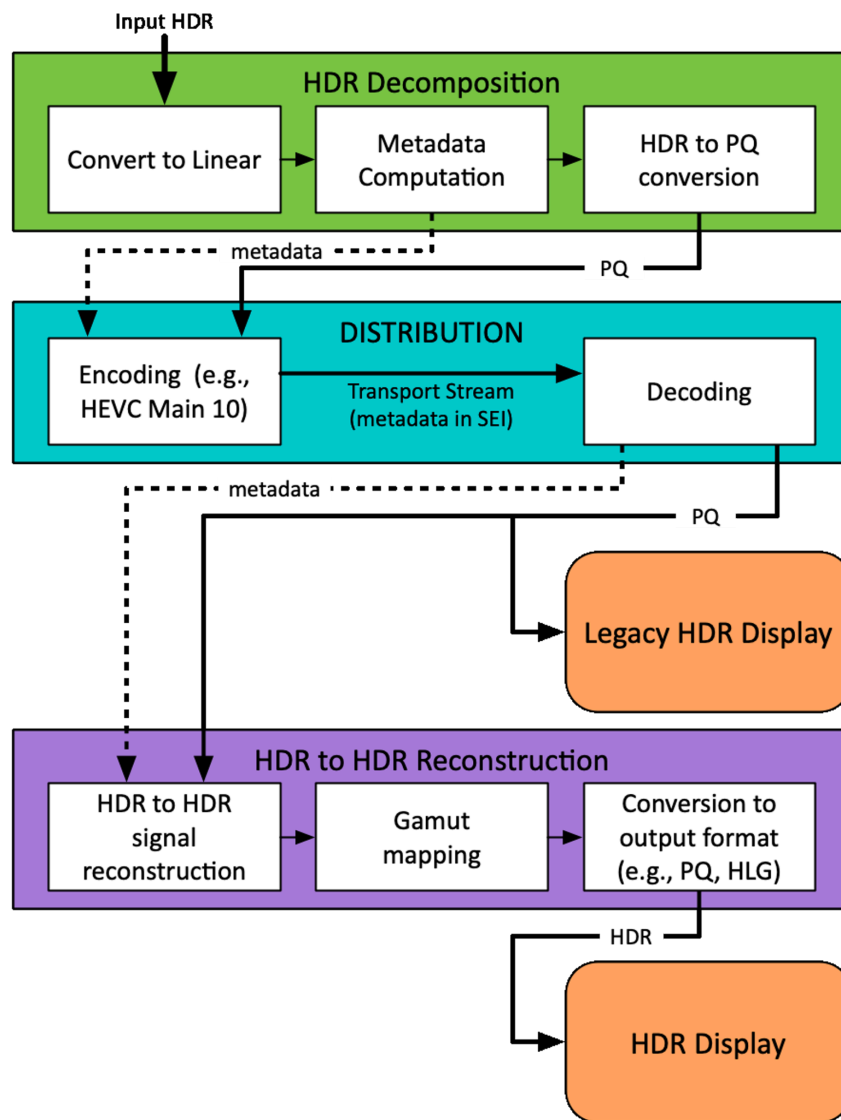 Input HDR
HDR Decomposition
Convert to Linear
Metadata
Computation
HDR to PQ
conversion
metadata
PQ
DISTRIBUTION
Encoding (e.g.,
HEVC Main 10)
Transport Stream
(metadata in SEI)
Decoding
metadata
PQ
Legacy HDR Display
HDR to HDR Reconstruction
HDR to HDR
signal
reconstruction
Gamut
mapping
Conversion to
output format
(e.g., PQ, HLG)
HDR
HDR Display